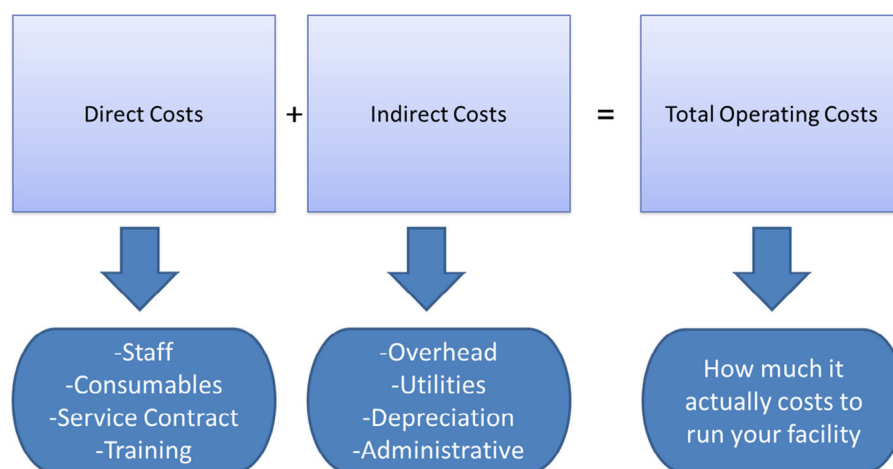 Direct Costs
+
Indirect Costs
=
Total Operating Costs
-Staff
-Consumables
-Service Contract
-Training
-Overhead
-Utilities
-Depreciation
-Administrative
How much it
actually costs to
run your facility